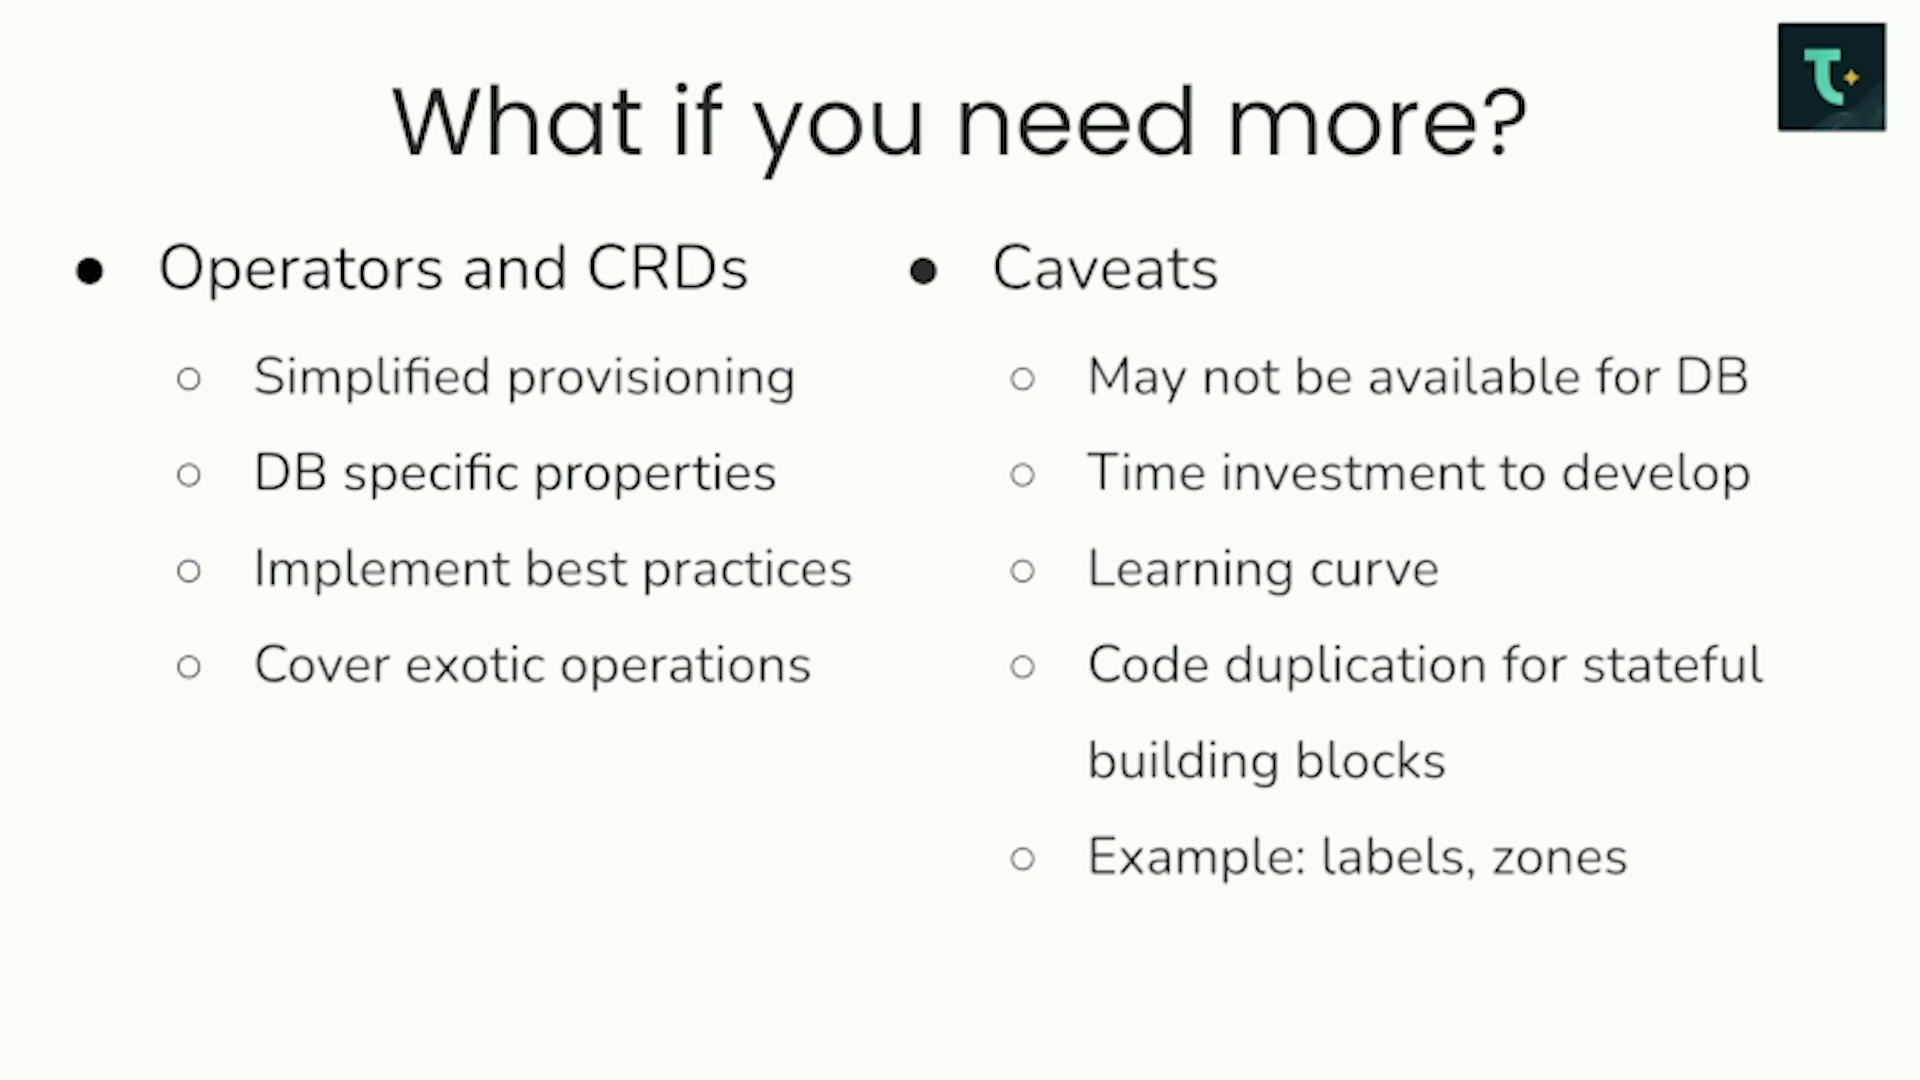 What if you need more?
Operators and CRDs
Simplified provisioning
DB specific properties
Implement best practices
Cover exotic operations
Caveats
May not be available for DB
Time investment to develop
Learning curve
Code duplication for stateful
building blocks
Example: labels, zones